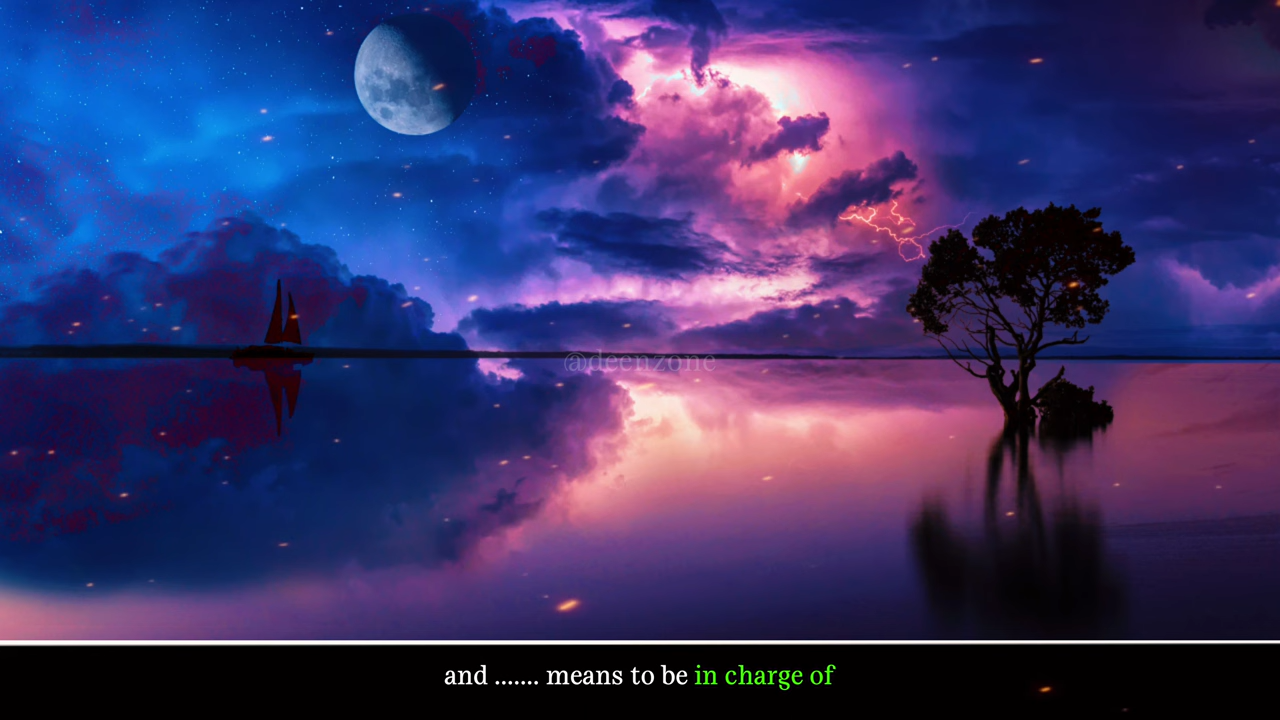 @deenzone
and ....... means to be in charge of